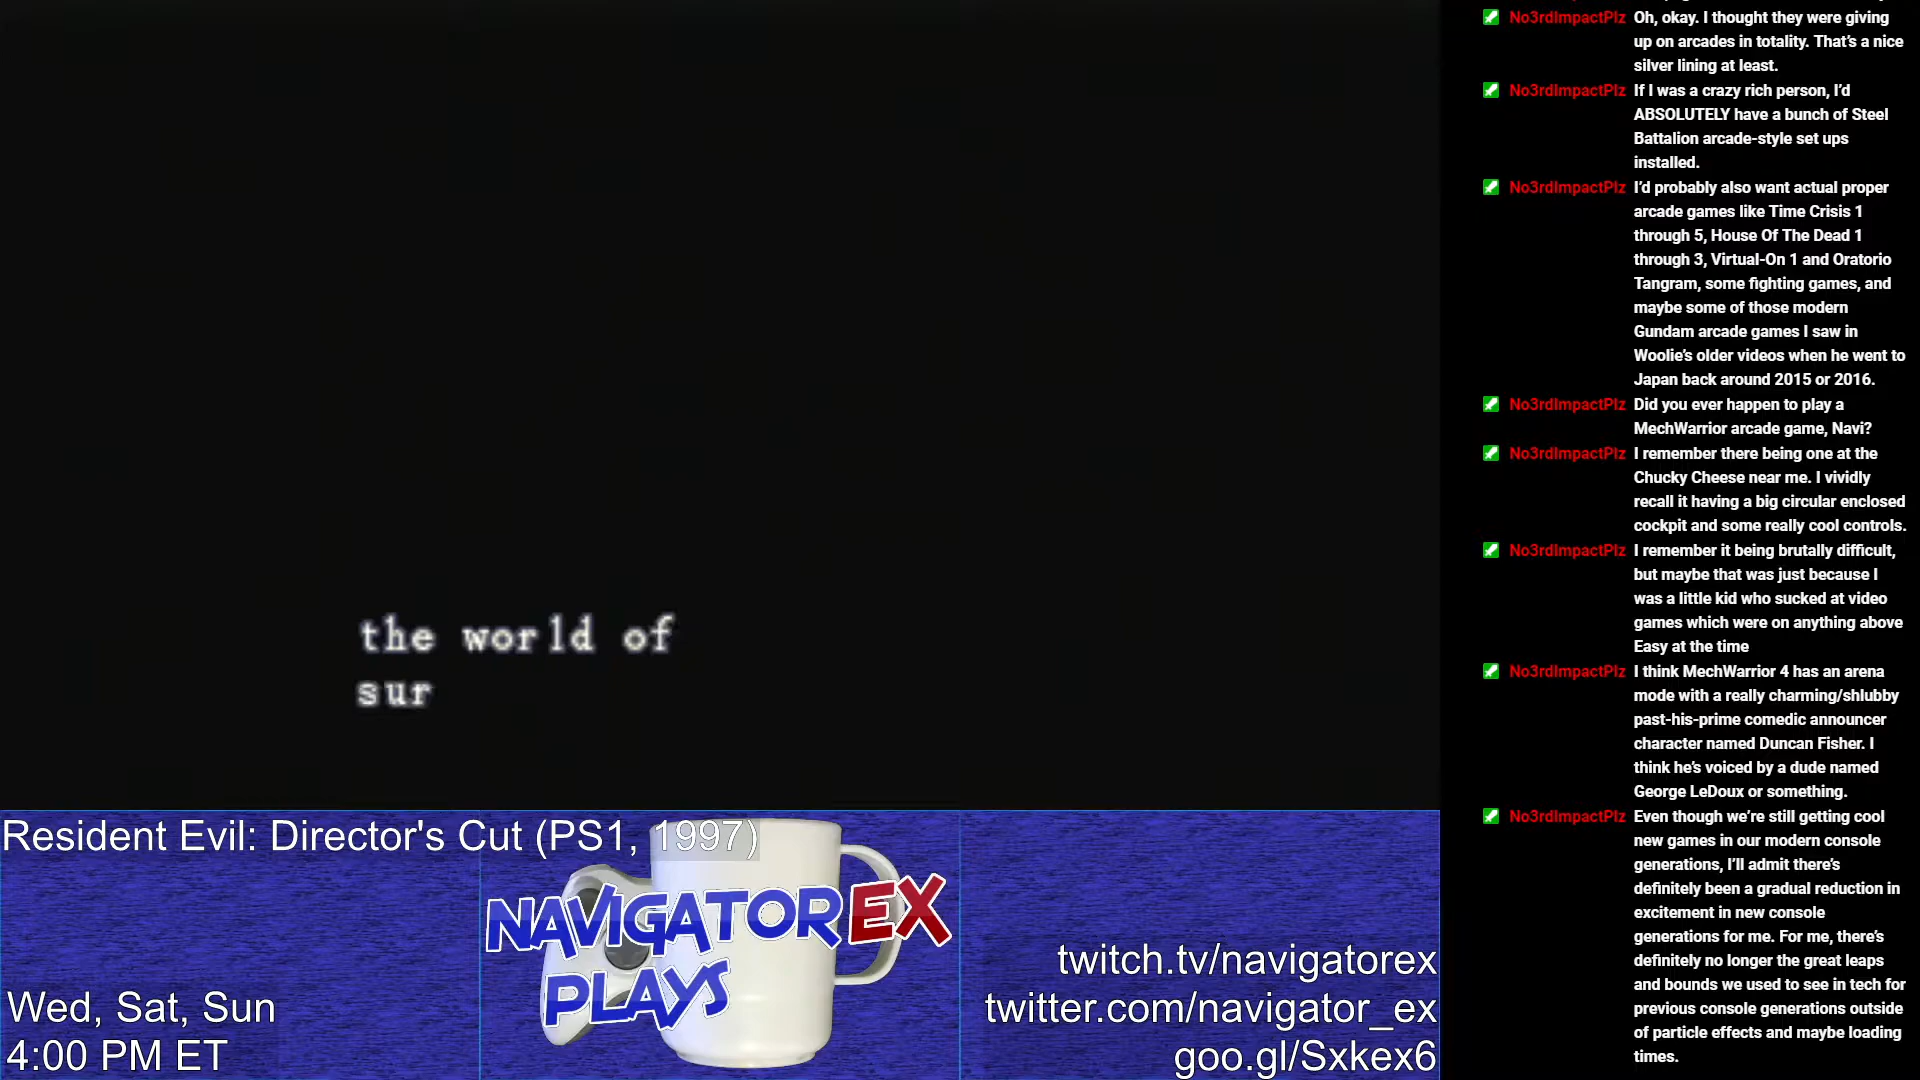 the world of
sur
Resident Evil: Director's Cut (PS1, 1997)
NAVIGATOREX
PLAYS
Wed, Sat, Sun
4:00 PM ET
twitch.tv/navigatorex
twitter.com/navigator_ex
goo.gl/Sxkex6
No3rdImpactPlz Oh, okay. I thought they were giving
up on arcades in totality. That's a nice
silver lining at least.
No3rdImpactPlz If I was a crazy rich person, I'd
ABSOLUTELY have a bunch of Steel
Battalion arcade-style set ups
installed.
No3rdImpactPlz I'd probably also want actual proper
arcade games like Time Crisis 1
through 5, House Of The Dead 1
through 3, Virtual-On 1 and Oratorio
Tangram, some fighting games, and
maybe some of those modern
Gundam arcade games I saw in
Woolie's older videos when he went to
Japan back around 2015 or 2016.
No3rdImpactPlz Did you ever happen to play a
MechWarrior arcade game, Navi?
No3rdImpactPlz I remember there being one at the
Chucky Cheese near me. I vividly
recall it having a big circular enclosed
cockpit and some really cool controls.
No3rdImpactPlz I remember it being brutally difficult,
but maybe that was just because I
was a little kid who sucked at video
games which were on anything above
Easy at the time
No3rdImpactPlz I think MechWarrior 4 has an arena
mode with a really charming/shlubby
past-his-prime comedic announcer
character named Duncan Fisher. I
think he's voiced by a dude named
George LeDoux or something.
No3rdImpactPlz Even though we're still getting cool
new games in our modern console
generations, I'll admit there's
definitely been a gradual reduction in
excitement in new console
generations for me. For me, there's
definitely no longer the great leaps
and bounds we used to see in tech for
previous console generations outside
of particle effects and maybe loading
times.